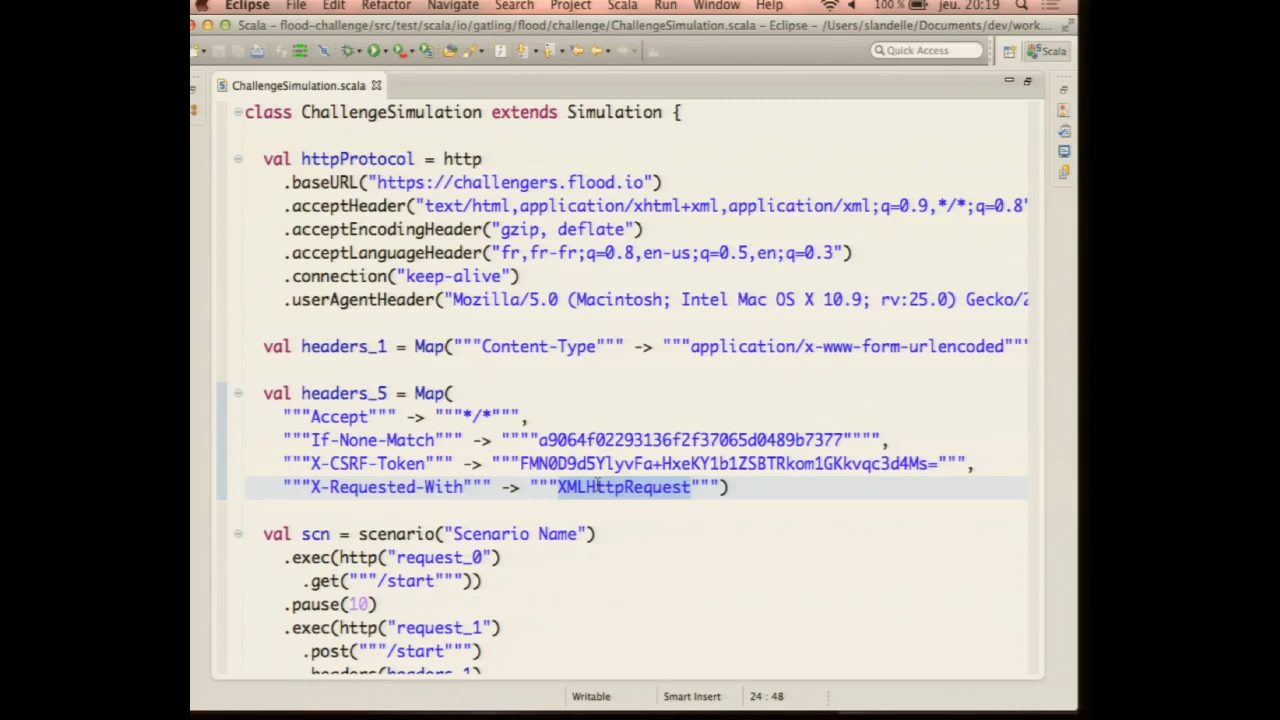 Eclipse File Edit Refactor Navigate Search Project Scala Run Window Help 100 % jeu. 20:19
Scala – flood-challenge/src/test/scala/io/gatling/flood/challenge/ChallengeSimulation.scala – Eclipse – /Users/slandelle/Documents/dev/work...
Quick Access Scala
ChallengeSimulation.scala
class ChallengeSimulation extends Simulation {
val httpProtocol = http
.baseURL("https://challengers.flood.io")
.acceptHeader("text/html,application/xhtml+xml,application/xml;q=0.9,*/*;q=0.8"
.acceptEncodingHeader("gzip, deflate")
.acceptLanguageHeader("fr,fr-fr;q=0.8,en-us;q=0.5,en;q=0.3")
.connection("keep-alive")
.userAgentHeader("Mozilla/5.0 (Macintosh; Intel Mac OS X 10.9; rv:25.0) Gecko/2
val headers_1 = Map("""Content-Type""" -> """application/x-www-form-urlencoded"""
val headers_5 = Map(
"""Accept""" -> """*/*""",
"""If-None-Match""" -> """"a9064f02293136f2f37065d0489b7377"""",
"""X-CSRF-Token""" -> """FMN0D9d5YlyvFa+HxeKY1b1ZSBTRkom1GKkvqc3d4Ms=""",
"""X-Requested-With""" -> """XMLHttpRequest""")
val scn = scenario("Scenario Name")
.exec(http("request_0")
.get("""/start"""))
.pause(10)
.exec(http("request_1")
.post("""/start""")
.headers(headers_1)
Writable Smart Insert 24 : 48